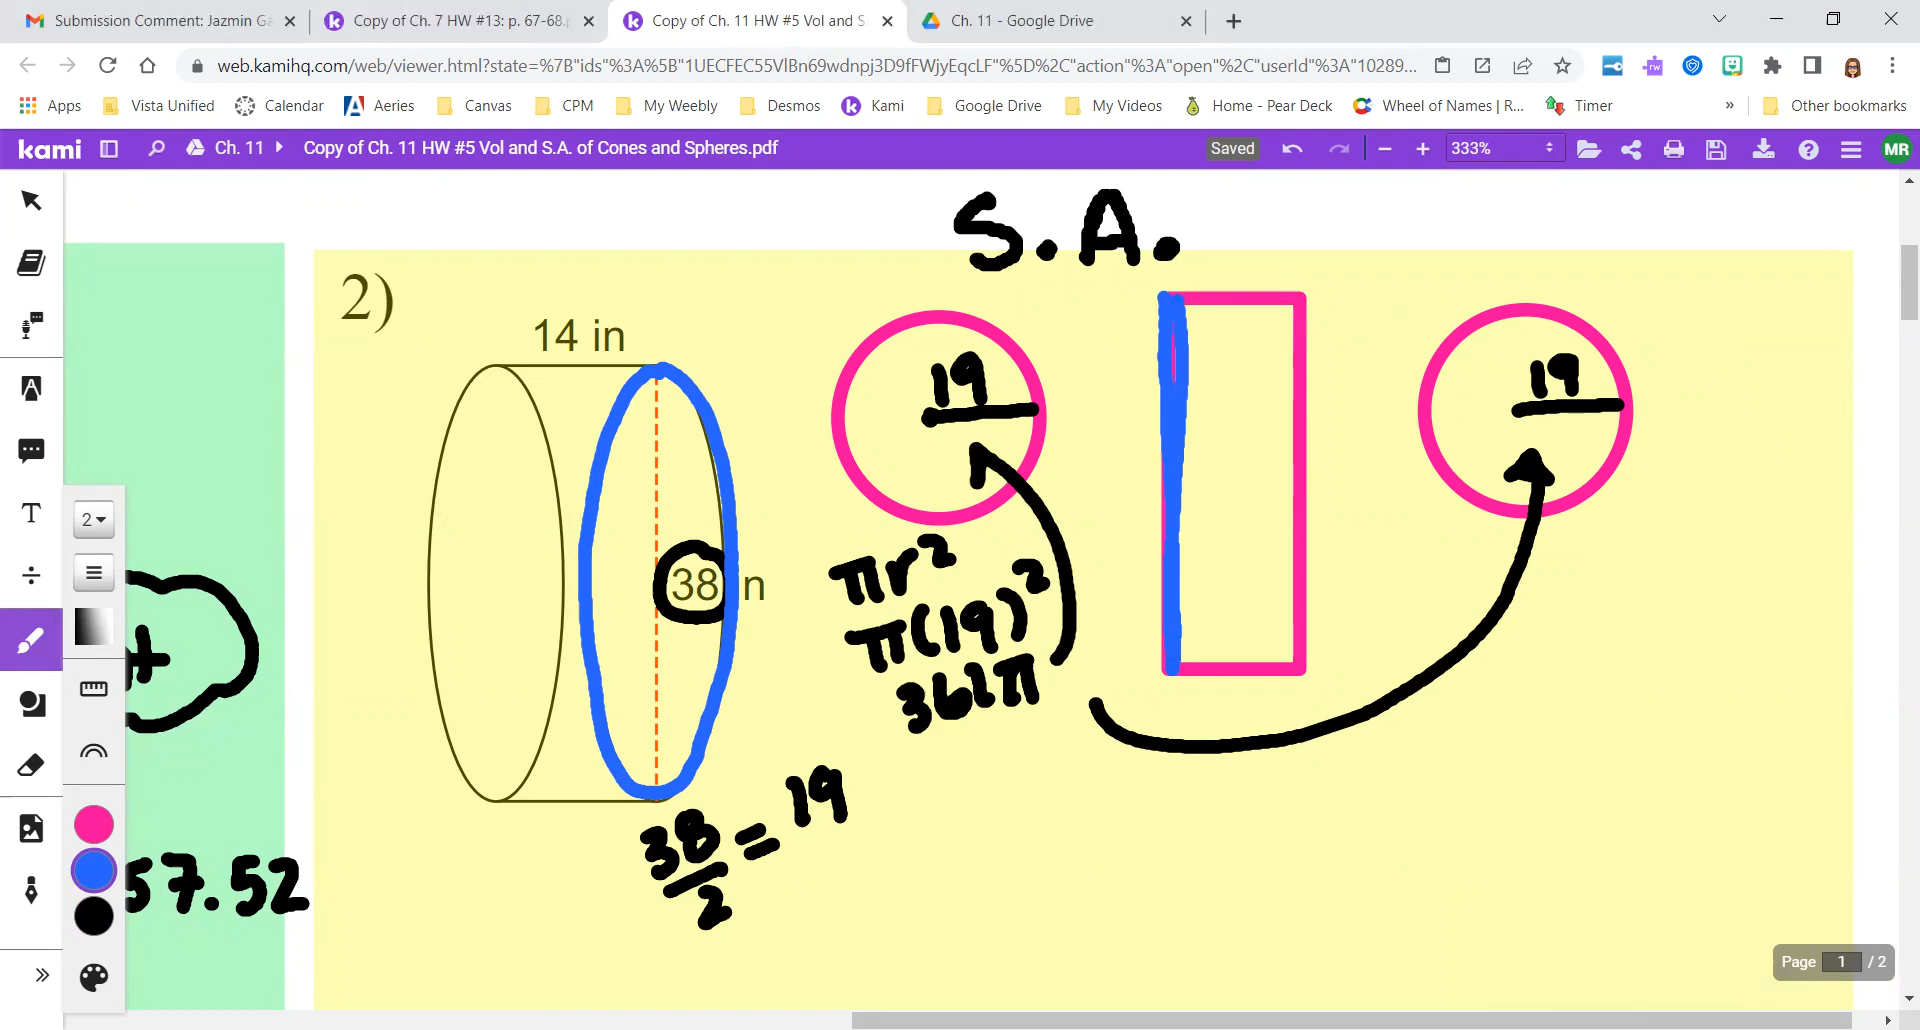 Submission Comment: Jazmin Ga
Copy of Ch. 7 HW #13: p. 67-68.
Copy of Ch. 11 HW #5 Vol and S
Ch. 11 - Google Drive
web.kamihq.com/web/viewer.html?state=%7B"ids"%3A%5B"1UECFEC55VlBn69wdnpj3D9fFWjyEqcLF"%5D%2C"action"%3A"open"%2C"userId"%3A"10289...
Apps Vista Unified Calendar Aeries Canvas CPM My Weebly Desmos Kami Google Drive My Videos Home - Pear Deck Wheel of Names | R... Timer » Other bookmarks
kami Ch. 11 Copy of Ch. 11 HW #5 Vol and S.A. of Cones and Spheres.pdf Saved 333% MR
S.A.
2)
14 in
19
19
38 n
πr²
π(19)²
361π
38/2 = 19
57.52
2
T
Page 1 / 2